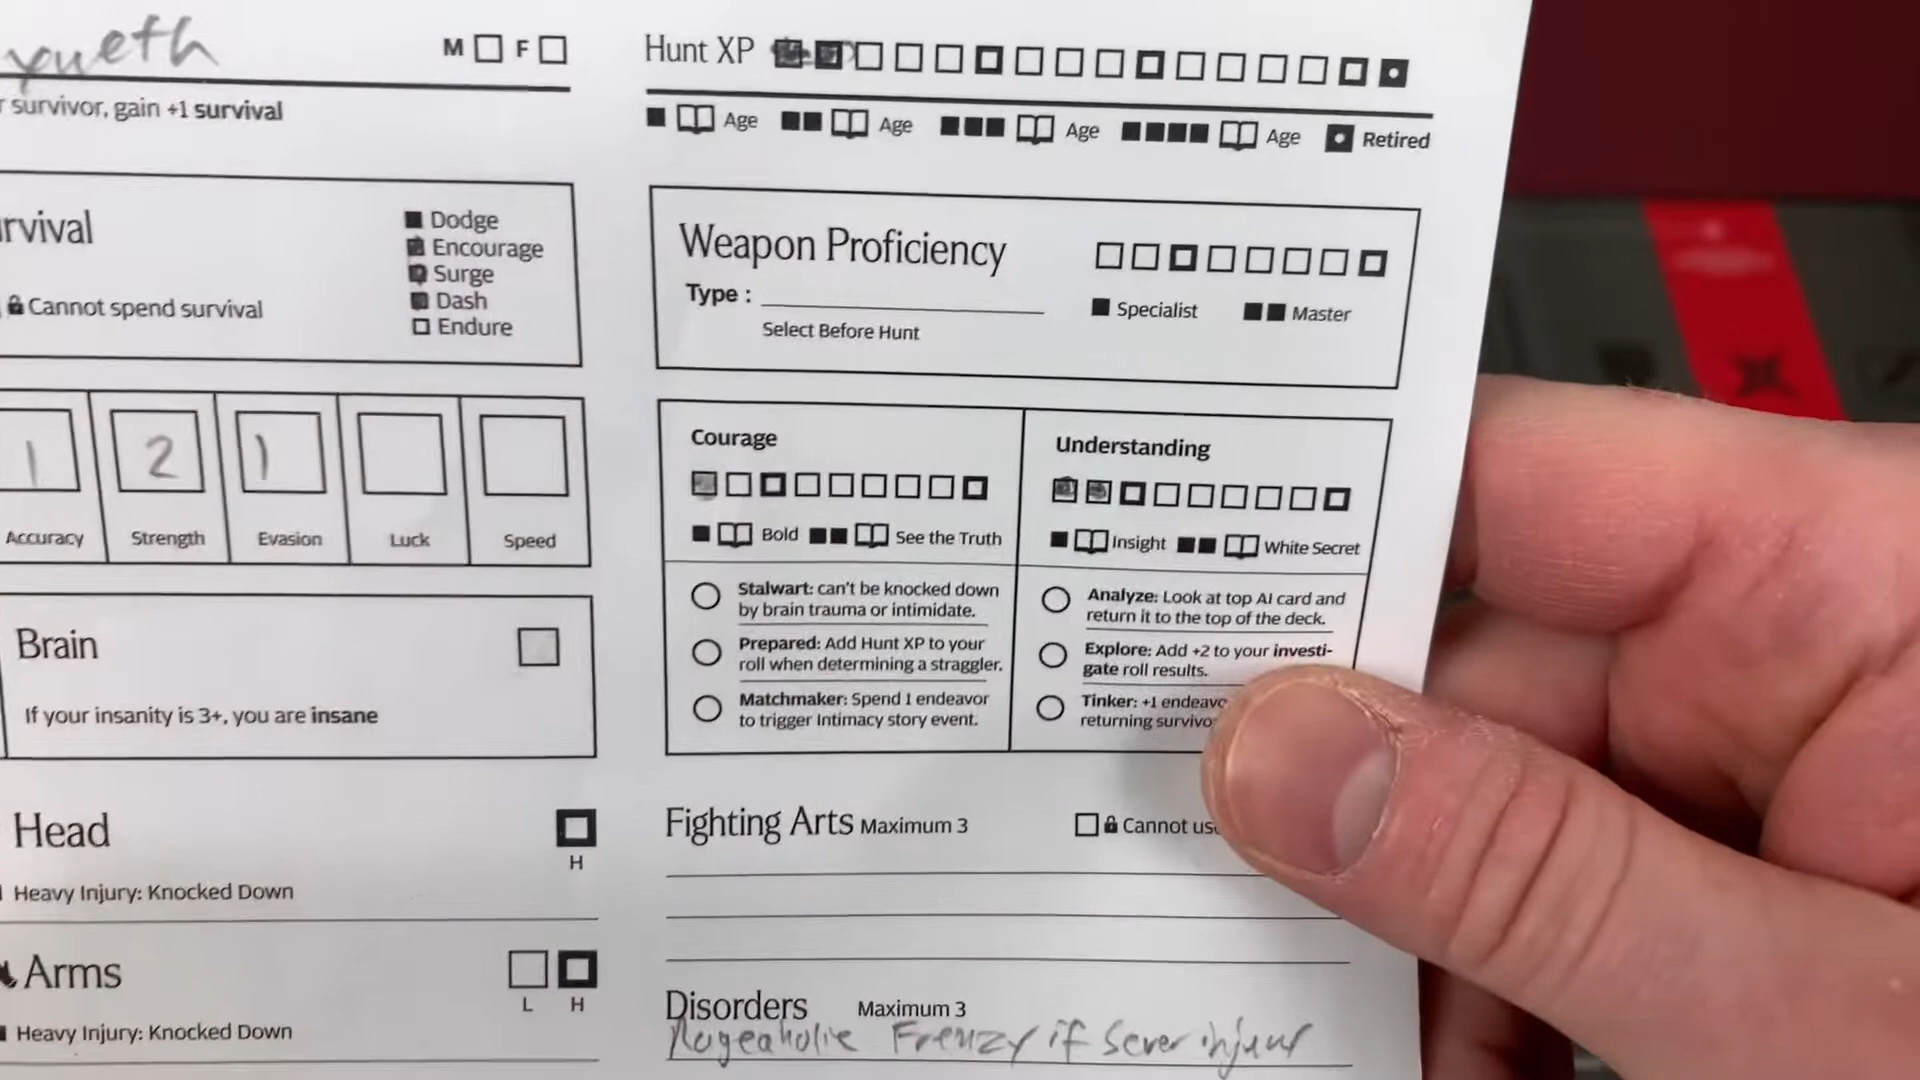 yueth M F
survivor, gain +1 survival
Hunt XP
Age Age Age Age Retired
rvival
Dodge
Encourage
Surge
Dash
Endure
Cannot spend survival
Weapon Proficiency
Type :
Select Before Hunt
Specialist Master
1 2 1
Accuracy Strength Evasion Luck Speed
Courage
Bold See the Truth
Stalwart: can't be knocked down
by brain trauma or intimidate.
Prepared: Add Hunt XP to your
roll when determining a straggler.
Matchmaker: Spend 1 endeavor
to trigger Intimacy story event.
Understanding
Insight White Secret
Analyze: Look at top AI card and
return it to the top of the deck.
Explore: Add +2 to your investi-
gate roll results.
Tinker: +1 endeavo
returning survivo
Brain
If your insanity is 3+, you are insane
Head
H
Heavy Injury: Knocked Down
Arms
L H
Heavy Injury: Knocked Down
Fighting Arts Maximum 3
Cannot us
Disorders Maximum 3
Rageaholic Frenzy if sever injury